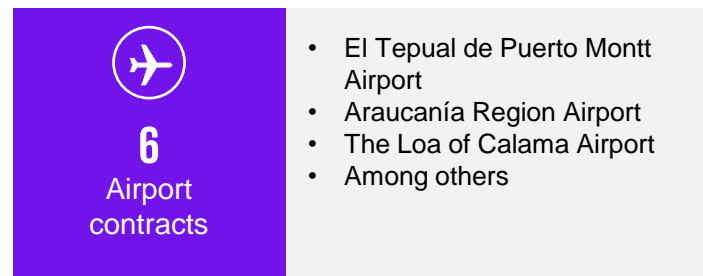 6
Airport
contracts
• El Tepual de Puerto Montt
Airport
• Araucanía Region Airport
• The Loa of Calama Airport
• Among others